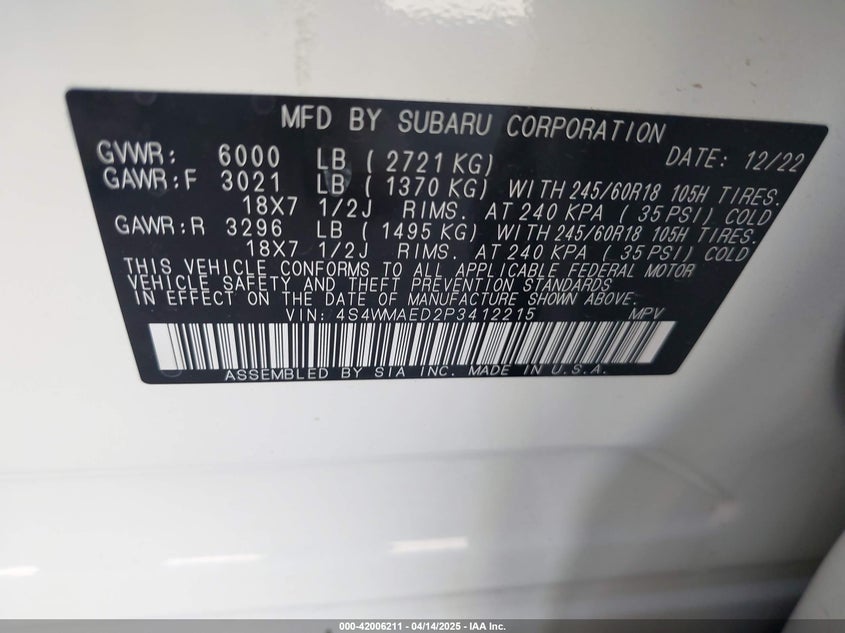 MFD BY SUBARU CORPORATION
GVWR: 6000 LB ( 2721 KG) DATE: 12/22
GAWR:F 3021 LB ( 1370 KG) WITH 245/60R18 105H TIRES.
18X7 1/2J RIMS. AT 240 KPA ( 35 PSI) COLD
GAWR:R 3296 LB ( 1495 KG) WITH 245/60R18 105H TIRES.
18X7 1/2J RIMS. AT 240 KPA ( 35 PSI) COLD
THIS VEHICLE CONFORMS TO ALL APPLICABLE FEDERAL MOTOR
VEHICLE SAFETY AND THEFT PREVENTION STANDARDS
IN EFFECT ON THE DATE OF MANUFACTURE SHOWN ABOVE.
VIN: 4S4WMAED2P3412215 MPV
ASSEMBLED BY SIA INC. MADE IN U.S.A.
000-42006211 - 04/14/2025 - IAA Inc.